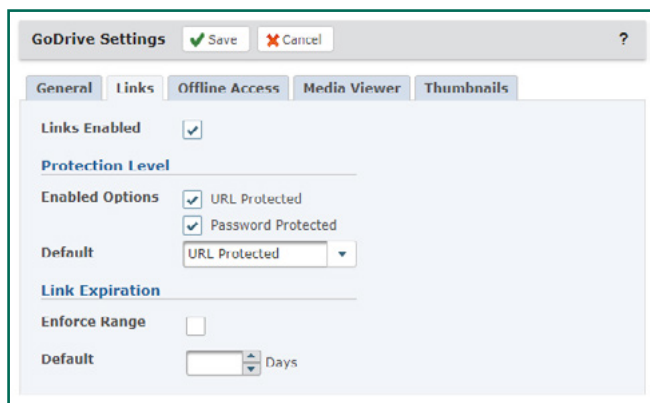 GoDrive Settings Save Cancel ?
General Links Offline Access Media Viewer Thumbnails
Links Enabled
Protection Level
Enabled Options URL Protected
Password Protected
Default URL Protected
Link Expiration
Enforce Range
Default Days